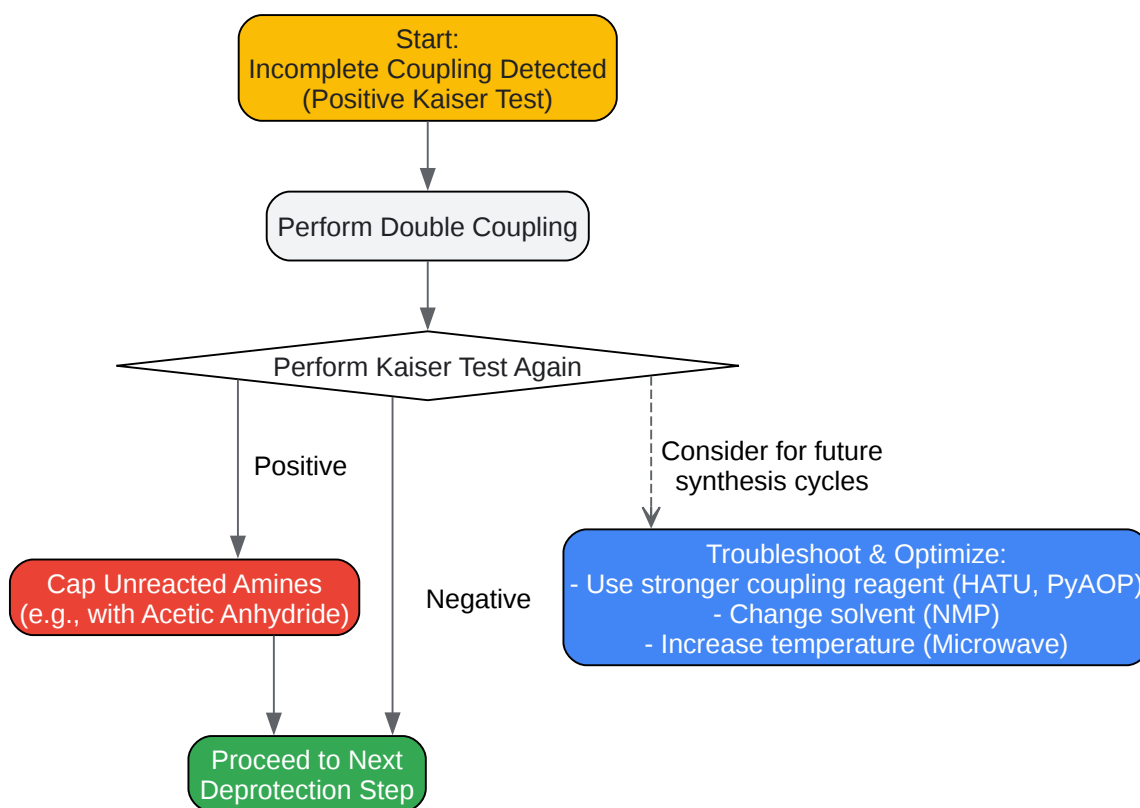 Start:
Incomplete Coupling Detected
(Positive Kaiser Test)
Perform Double Coupling
Perform Kaiser Test Again
Positive
Consider for future
synthesis cycles
Cap Unreacted Amines
(e.g., with Acetic Anhydride)
Negative
Troubleshoot & Optimize:
- Use stronger coupling reagent (HATU, PyAOP)
- Change solvent (NMP)
- Increase temperature (Microwave)
Proceed to Next
Deprotection Step